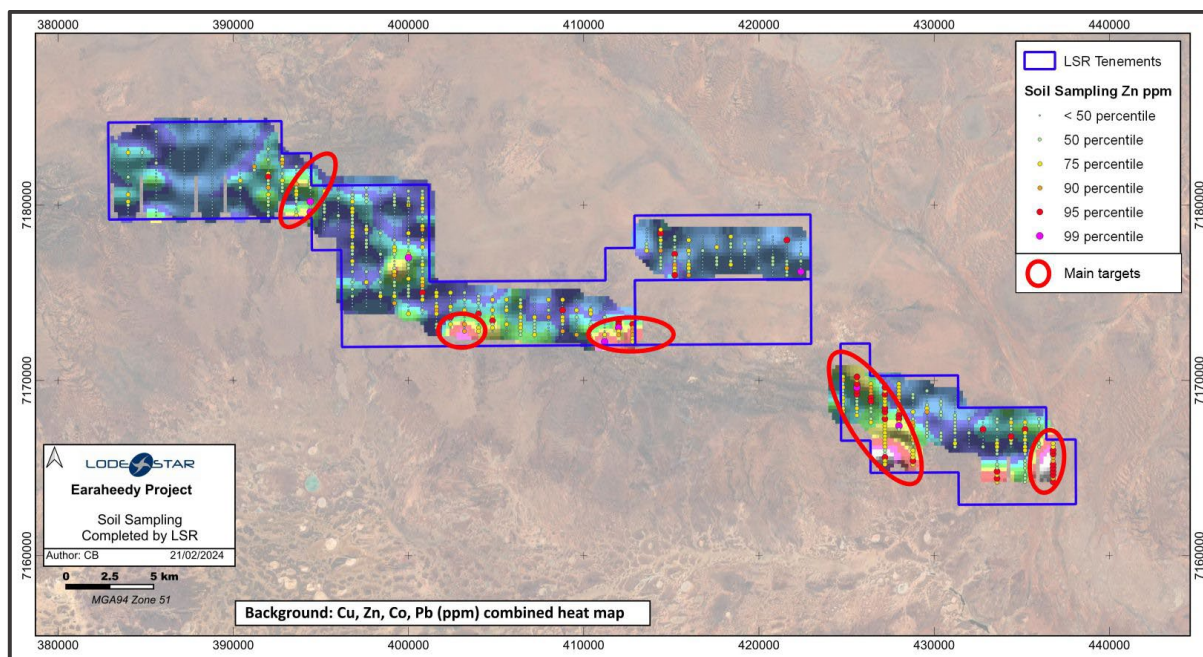 380000
390000
400000
410000
420000
430000
440000
7180000
7170000
7160000
7180000
7170000
7160000
LSR Tenements
Soil Sampling Zn ppm
< 50 percentile
50 percentile
75 percentile
90 percentile
95 percentile
99 percentile
Main targets
LODESTAR
Earaheedy Project
Soil Sampling
Completed by LSR
Author: CB 21/02/2024
0 2.5 5 km
MGA94 Zone 51
Background: Cu, Zn, Co, Pb (ppm) combined heat map
380000
390000
400000
410000
420000
430000
440000